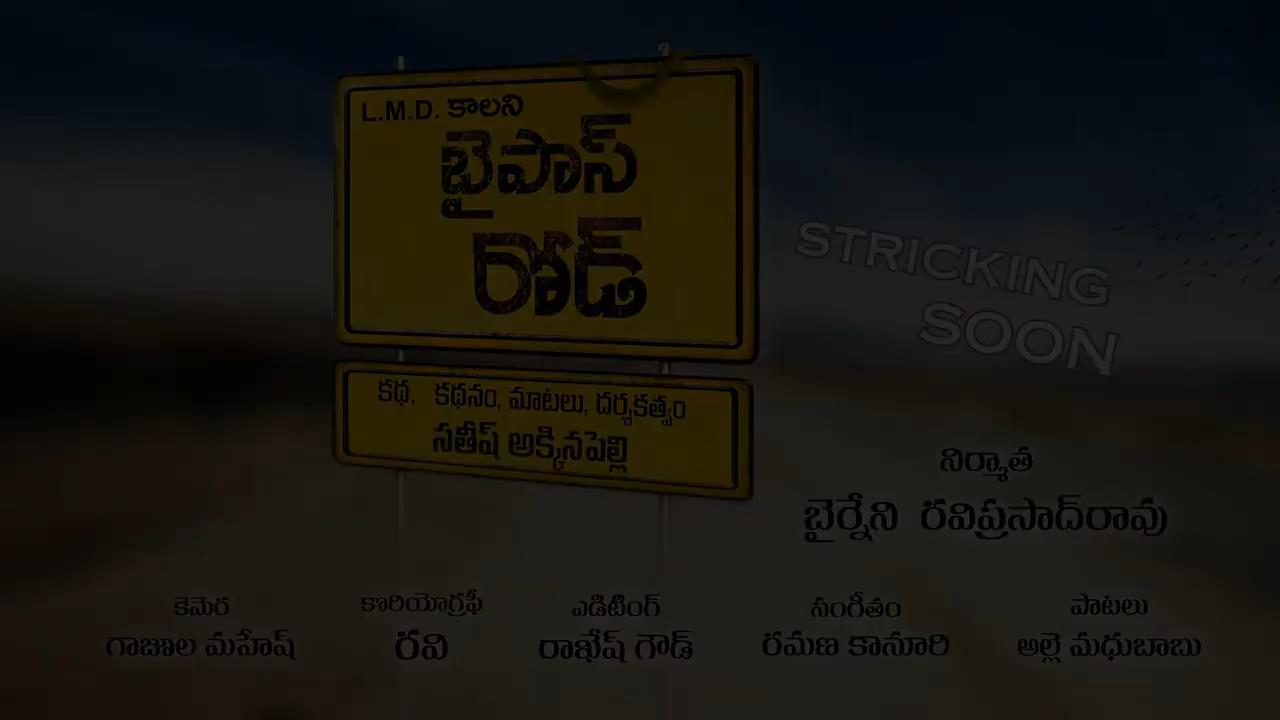 L.M.D. కాలని
బైపాస్
రోడ్
STRICKING
SOON
కథ, కథనం, మాటలు, దర్శకత్వం
సతీష్ అక్కినపెల్లి
నిర్మాత
బైర్నేని రవిప్రసాద్‌రావు
కెమెర
గాజుల మహేష్
కొరియోగ్రఫీ
రవి
ఎడిటింగ్
రాఖేష్ గౌడ్
సంగీతం
రమణ కానూరి
పాటలు
అల్లె మధుబాబు